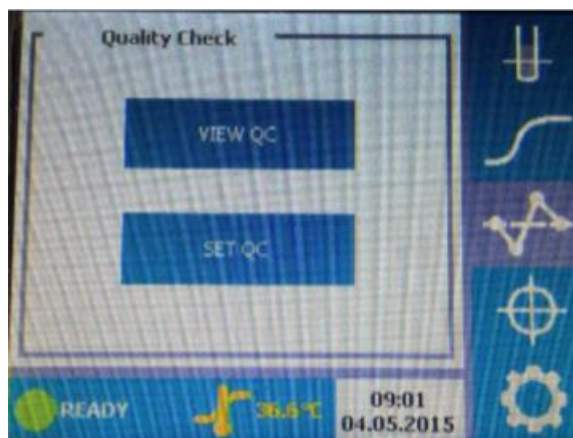 Quality Check
VIEW QC
SET QC
READY
36.6°C
09:01
04.05.2015